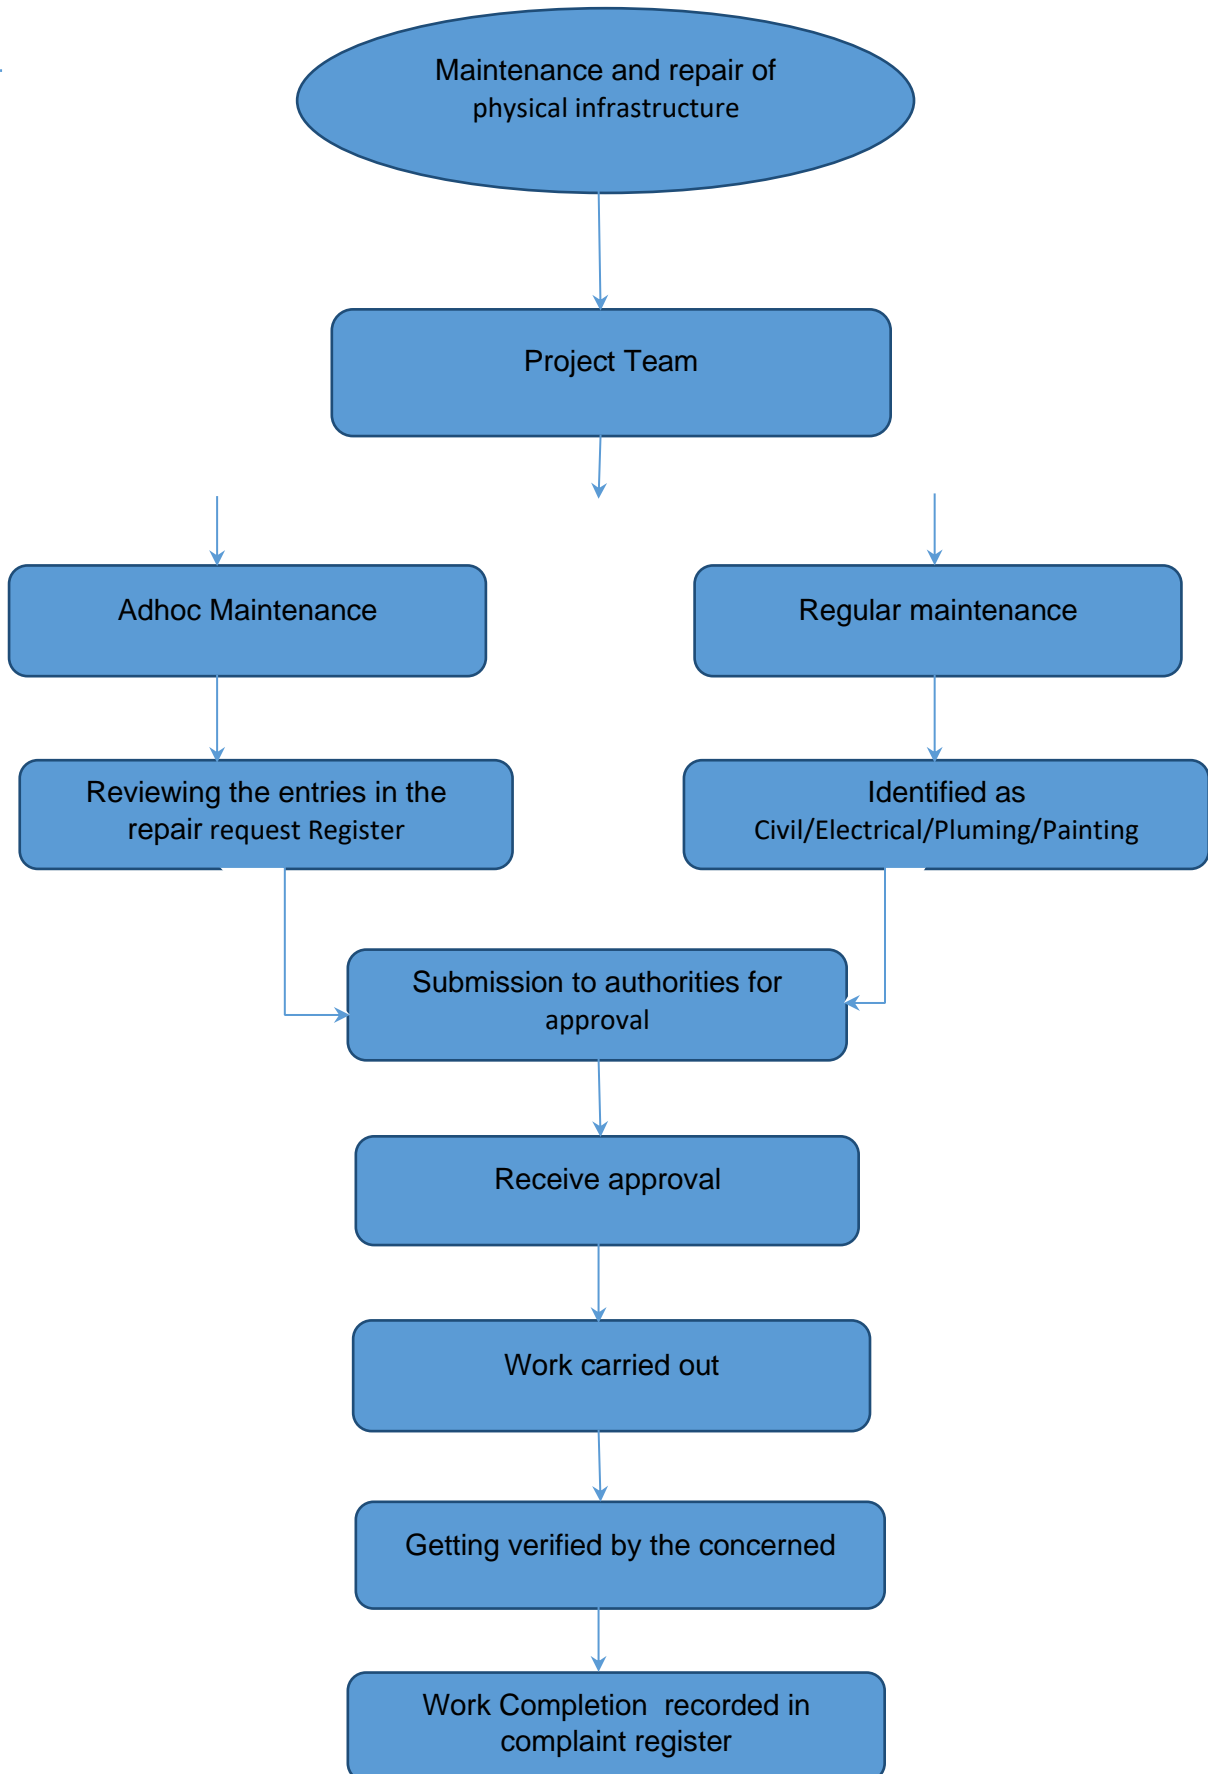 Maintenance and repair of
physical infrastructure
Project Team
Adhoc Maintenance
Regular maintenance
Reviewing the entries in the
repair request Register
Identified as
Civil/Electrical/Pluming/Painting
Submission to authorities for
approval
Receive approval
Work carried out
Getting verified by the concerned
Work Completion  recorded in
complaint register